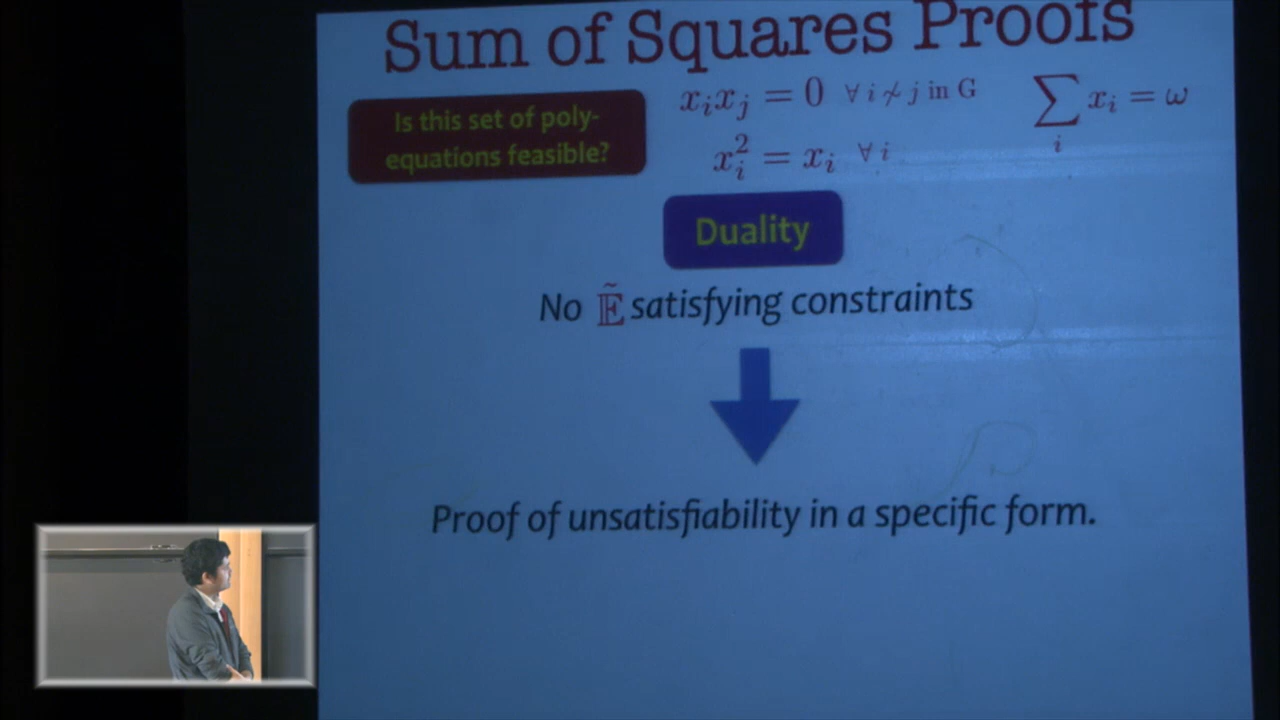 Sum of Squares Proofs
Is this set of poly-
equations feasible?
x_i x_j = 0 ∀ i ≁ j in G
∑_i x_i = ω
x_i^2 = x_i ∀ i
Duality
No 𝔼̃ satisfying constraints
Proof of unsatisfiability in a specific form.